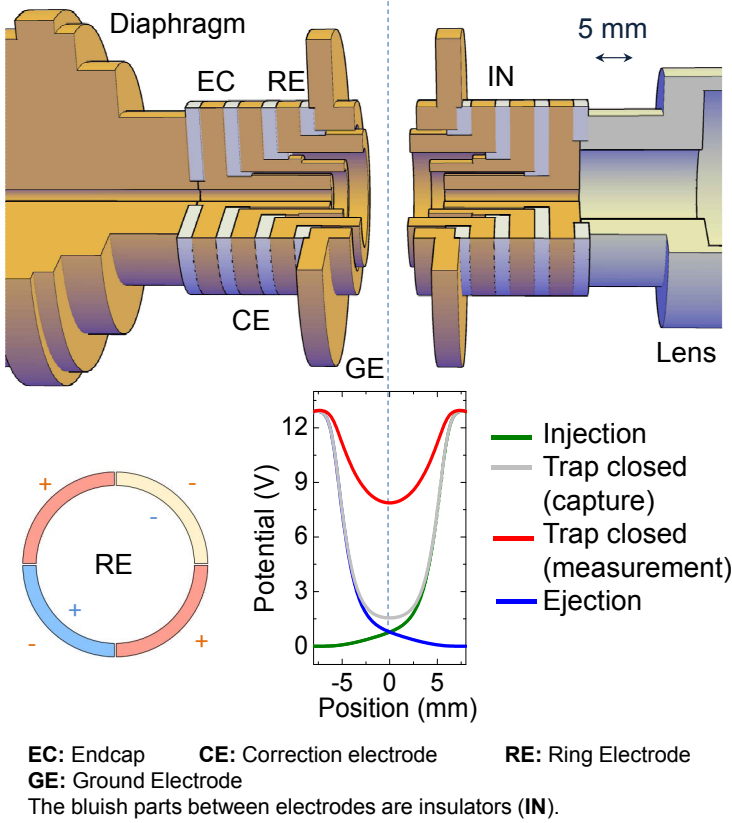 Diaphragm
5 mm
EC RE IN
CE
GE
Lens
+ -
-
RE
+
- +
Potential (V)
12
9
6
3
0
-5 0 5
Position (mm)
Injection
Trap closed
(capture)
Trap closed
(measurement)
Ejection
EC: Endcap CE: Correction electrode RE: Ring Electrode
GE: Ground Electrode
The bluish parts between electrodes are insulators (IN).